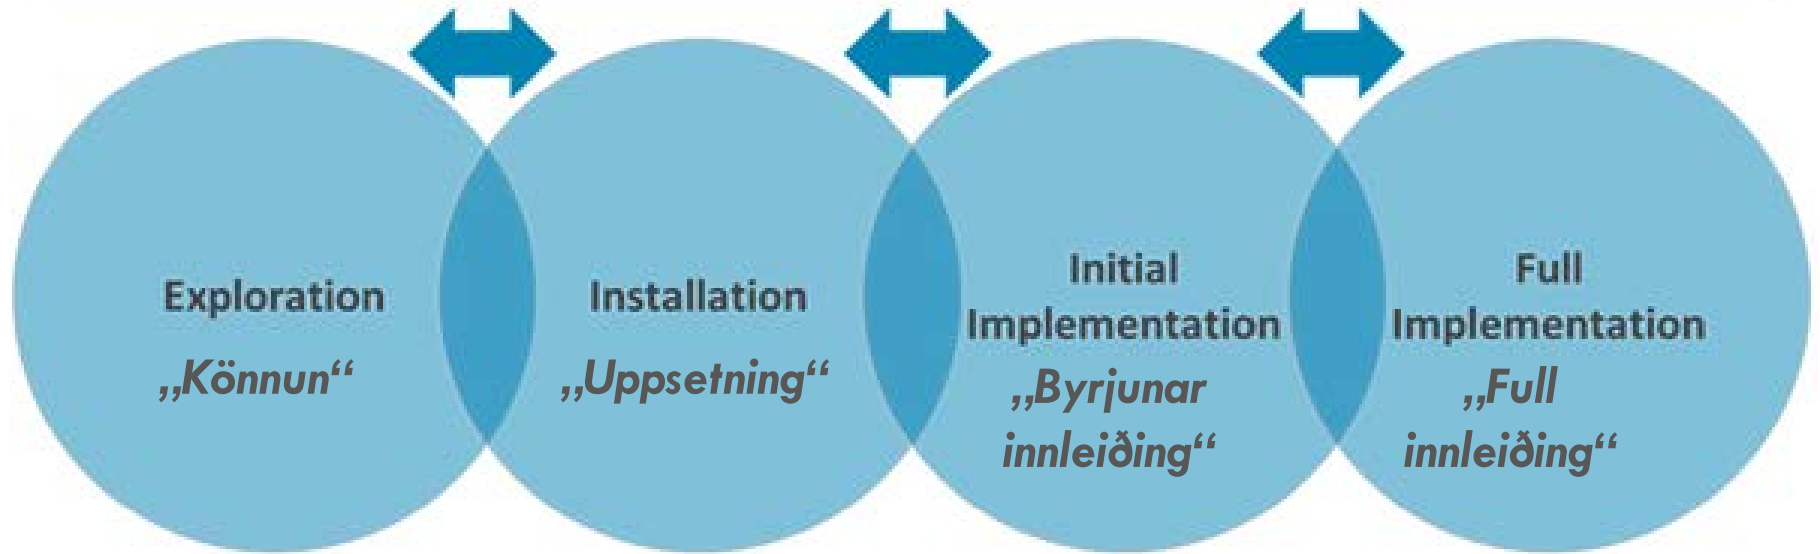 Exploration
„Könnun“
Installation
„Uppsetning“
Initial
Implementation
„Byrjunar
innleiðing“
Full
Implementation
„Full
innleiðing“